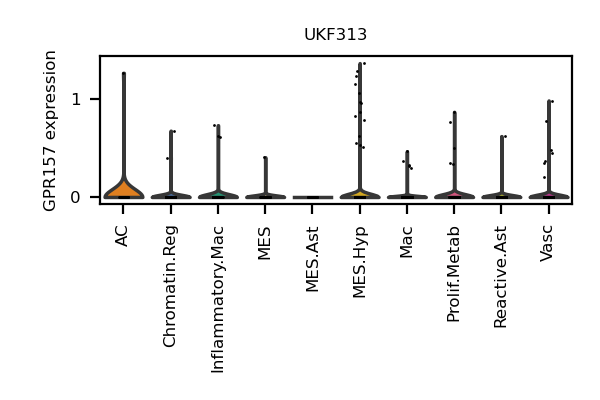 UKF313
GPR157 expression
1
0
AC
Chromatin.Reg
Inflammatory.Mac
MES
MES.Ast
MES.Hyp
Mac
Prolif.Metab
Reactive.Ast
Vasc